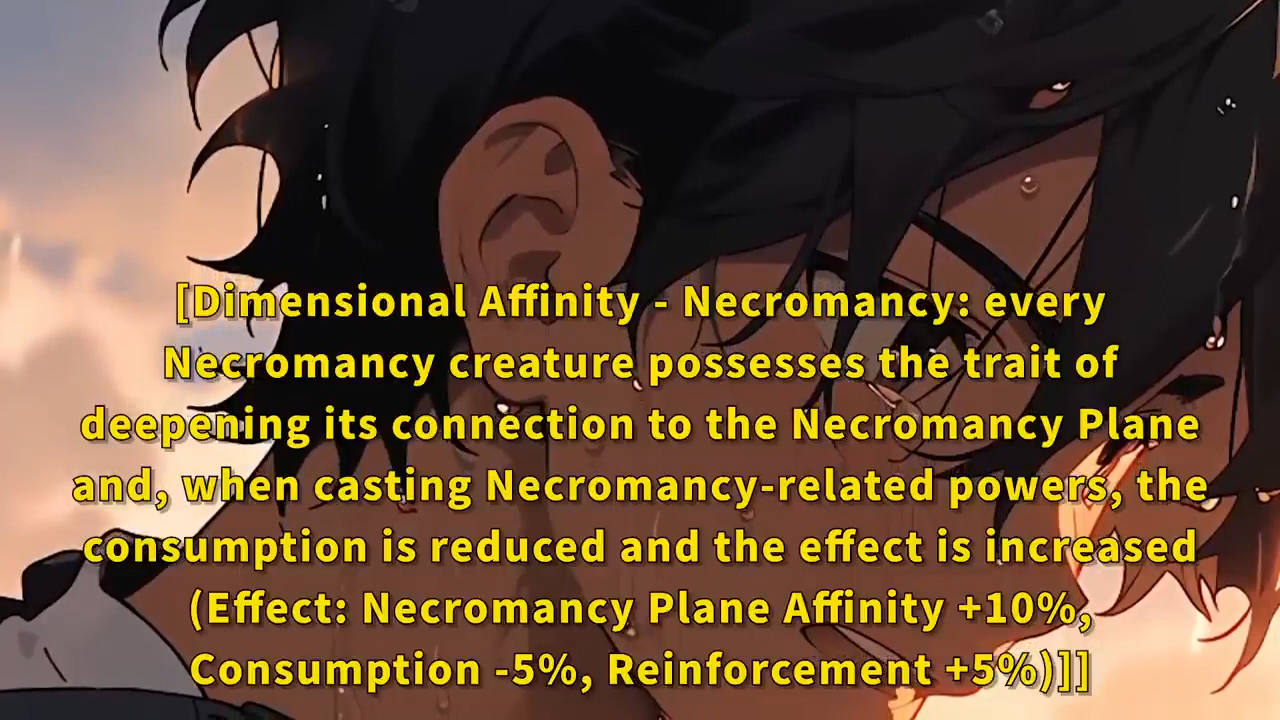 [Dimensional Affinity - Necromancy: every
Necromancy creature possesses the trait of
deepening its connection to the Necromancy Plane
and, when casting Necromancy-related powers, the
consumption is reduced and the effect is increased
(Effect: Necromancy Plane Affinity +10%,
Consumption -5%, Reinforcement +5%)]]